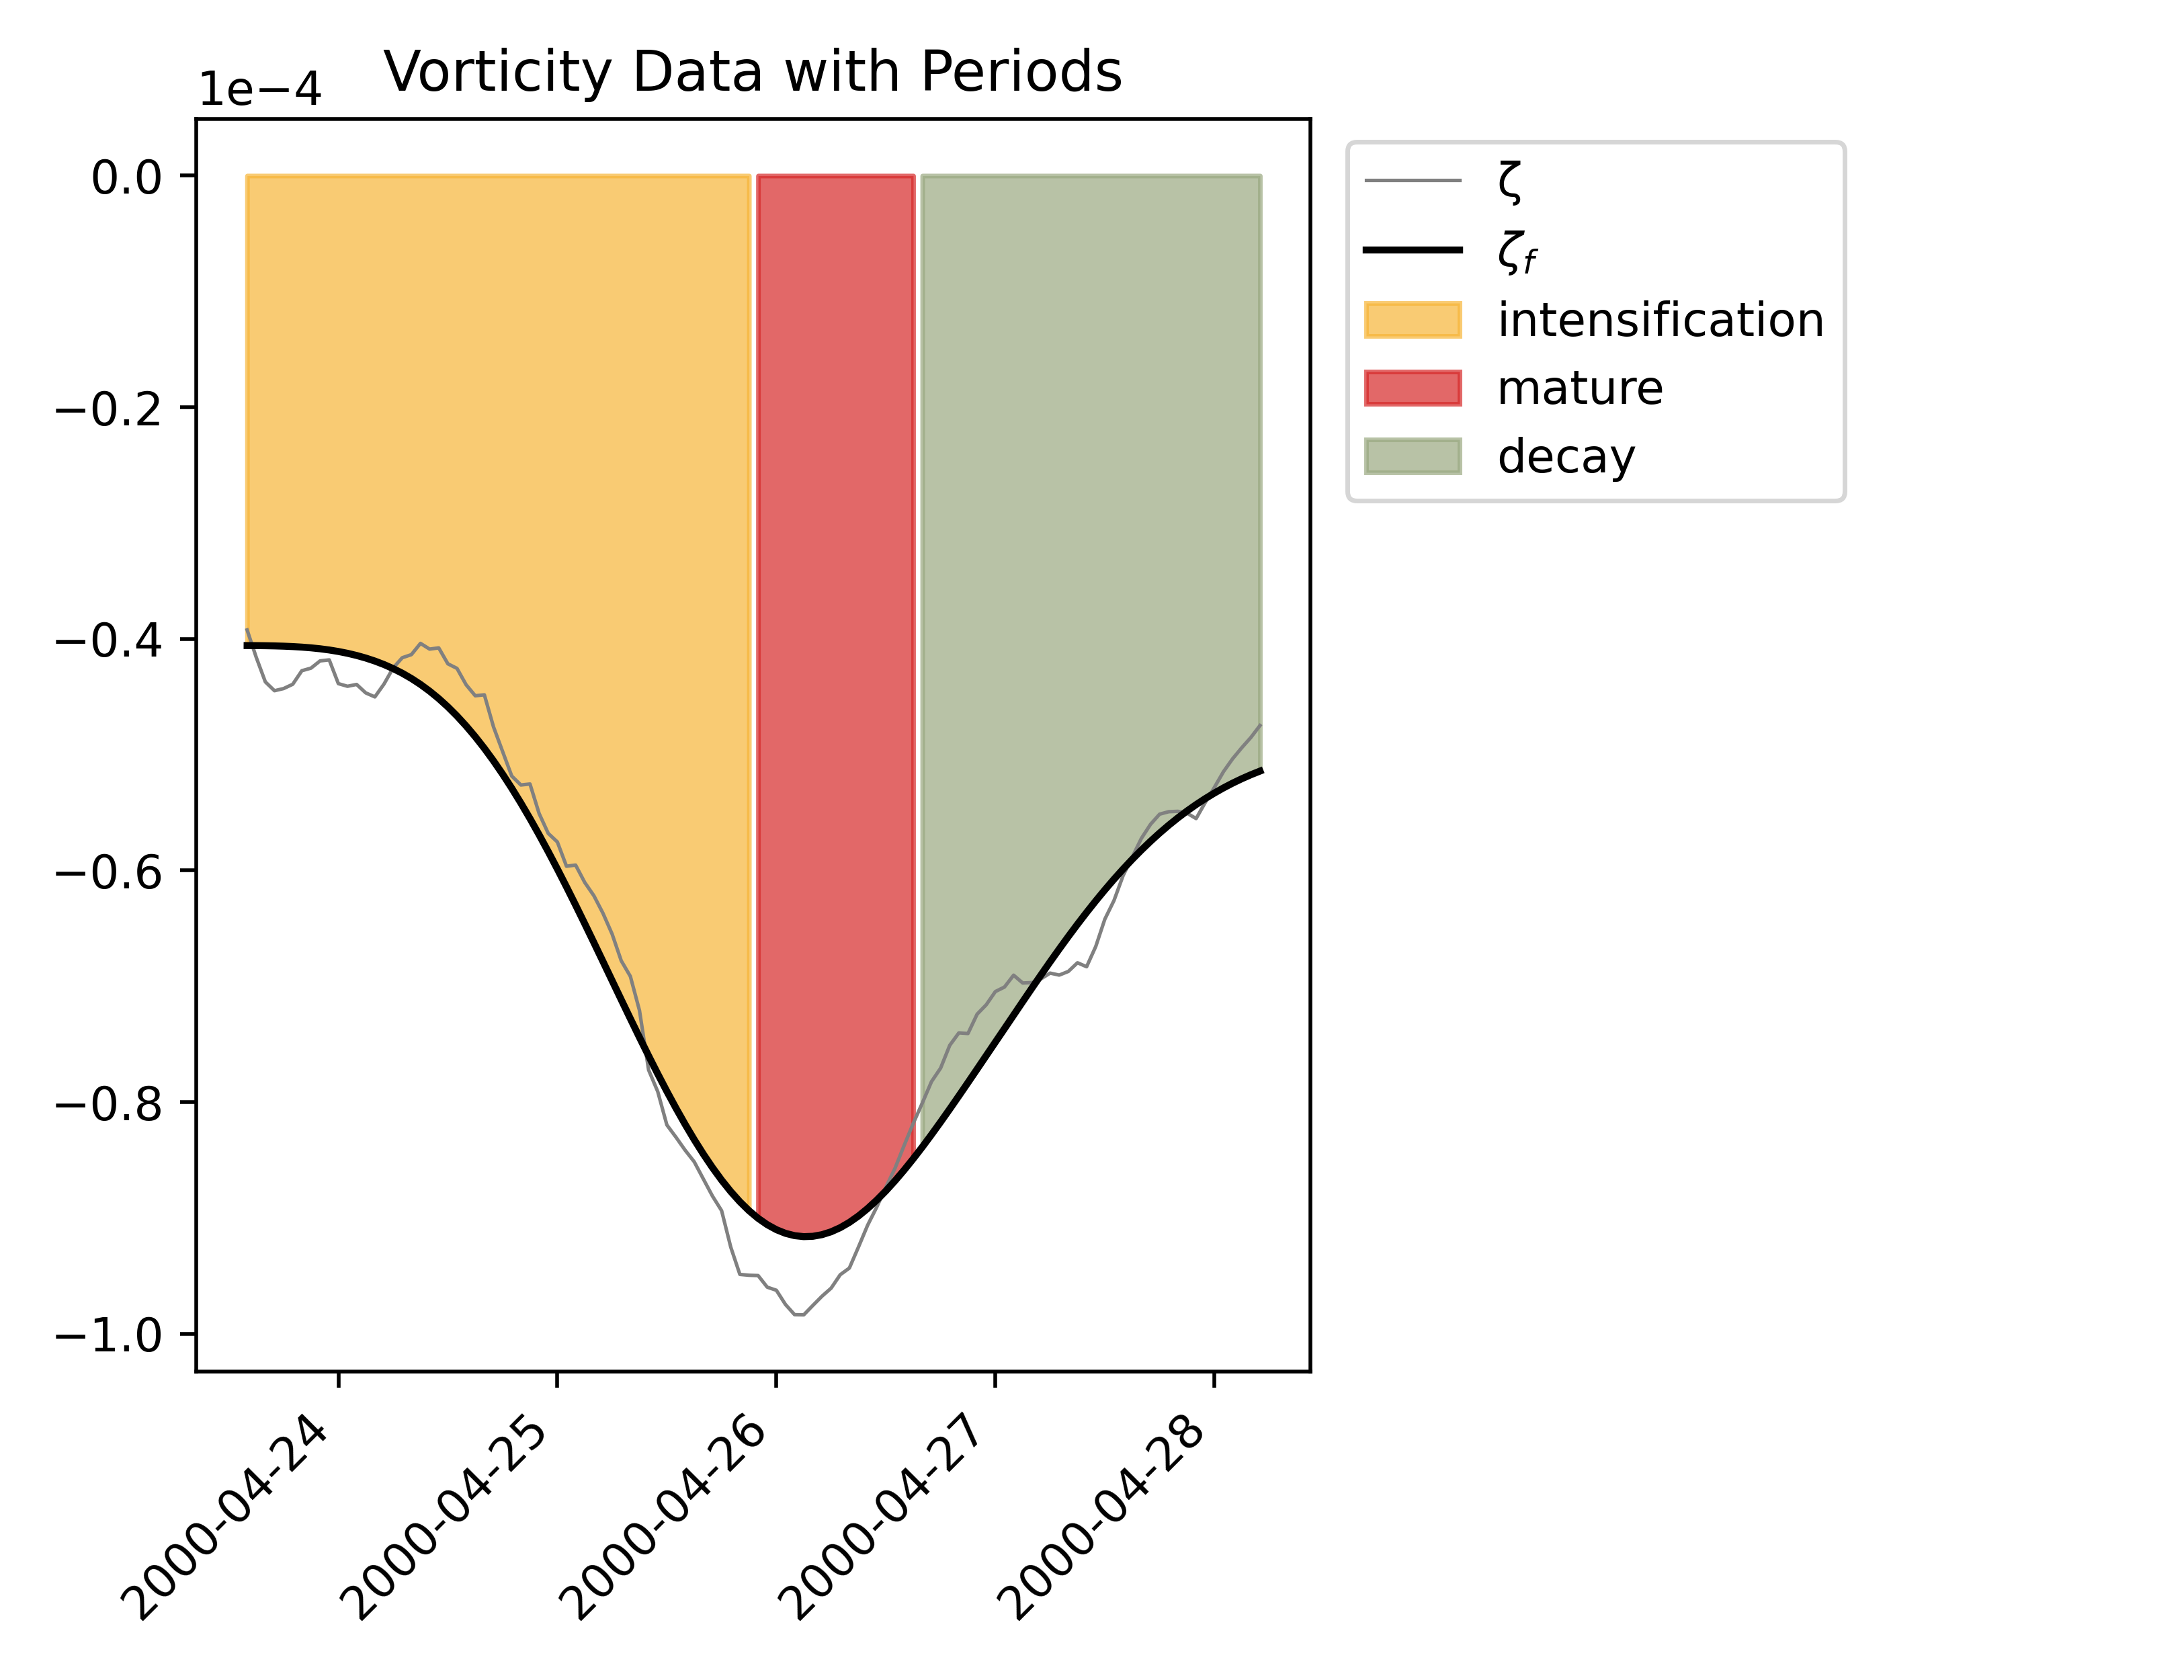 Vorticity Data with Periods
1e−4
0.0
−0.2
−0.4
−0.6
−0.8
−1.0
2000-04-24
2000-04-25
2000-04-26
2000-04-27
2000-04-28
ζ
ζf
intensification
mature
decay